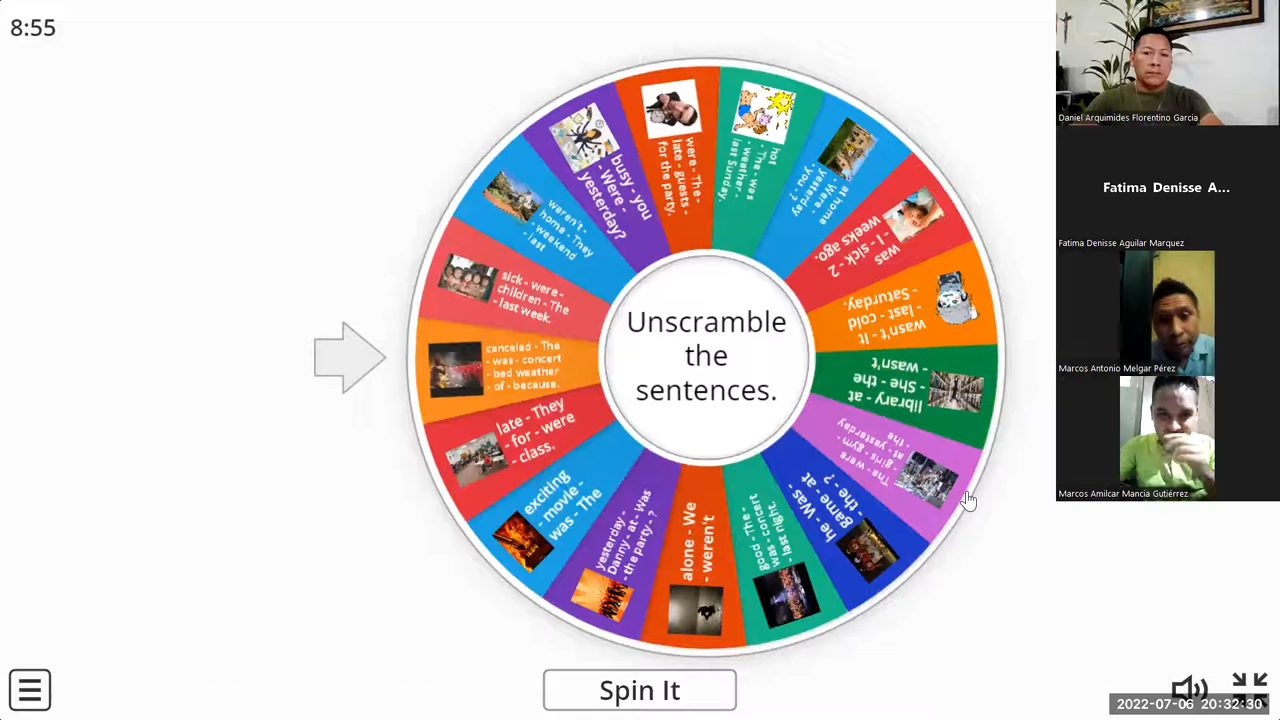 8:55
hot
- The - was
- weather -
last Sunday.
at home
- Were -
yesterday
you - ?
was
- I - sick - 2
weeks ago.
wasn't - It
- last - cold
- Saturday.
library - at
- She - the -
- wasn't
The - were -
- girls - gym -
at - yesterday
- the
he - Was -
game - at
- the - ?
good - The -
was - concert
- last night.
alone - We
- weren't
yesterday -
Danny - at - Was
- the party - ?
exciting
- movie -
was - The
late - They
- for - were
- class.
canceled - The
- was - concert
- bad weather
- of - because.
sick - were -
children - The
- last week.
weren't -
home - They
- weekend
- last
busy - you
- Were -
yesterday?
were - The -
late - guests -
for the party.
Unscramble
the
sentences.
Spin It
Daniel Arquimides Florentino Garcia
Fatima Denisse A...
Fatima Denisse Aguilar Marquez
Marcos Antonio Melgar Pérez
Marcos Amilcar Mancia Gutiérrez
2022-07-06 20:32:30